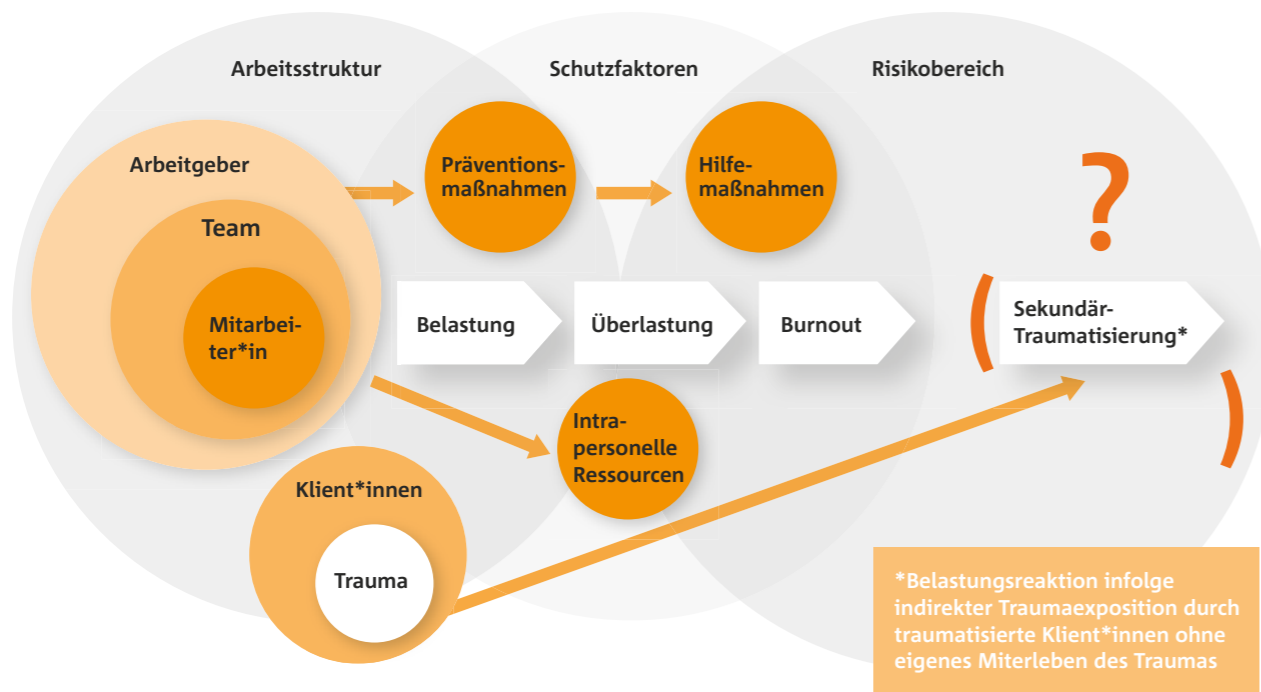 Arbeitsstruktur
Schutzfaktoren
Risikobereich
Arbeitgeber
Team
Mitarbei-
ter*in
Präventions-
maßnahmen
Hilfe-
maßnahmen
?
Belastung
Überlastung
Burnout
(
Sekundär-
Traumatisierung*
)
Intra-
personelle
Ressourcen
Klient*innen
Trauma
*Belastungsreaktion infolge
indirekter Traumaexposition durch
traumatisierte Klient*innen ohne
eigenes Miterleben des Traumas